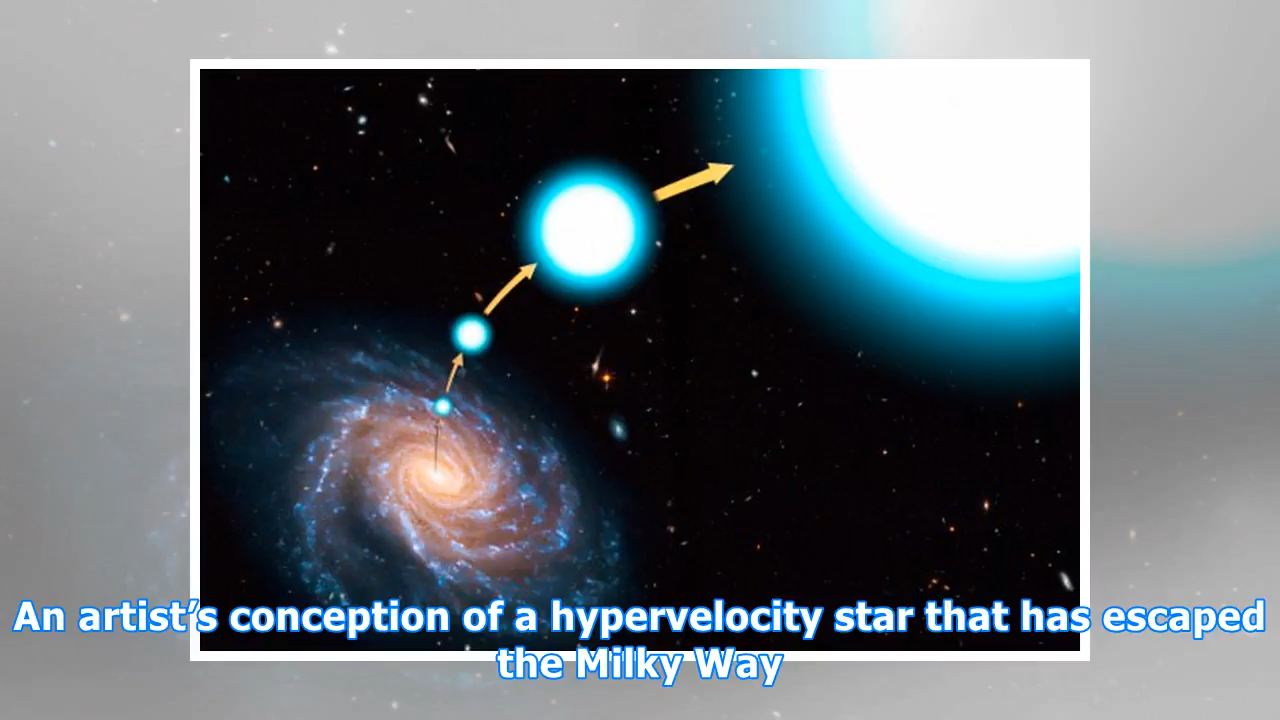 An artist’s conception of a hypervelocity star that has escaped
the Milky Way